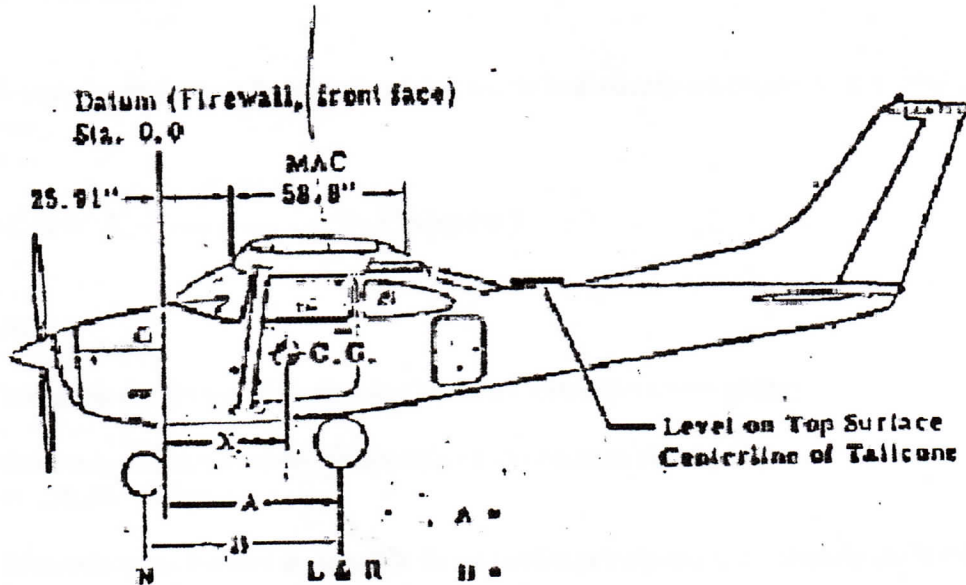 Datum (Firewall, front face)
Sta. 0.0
MAC
25.91"
58.8"
C.G.
X
Level on Top Surface
Centerline of Tailcone
A
A =
B
N
L & R
B =